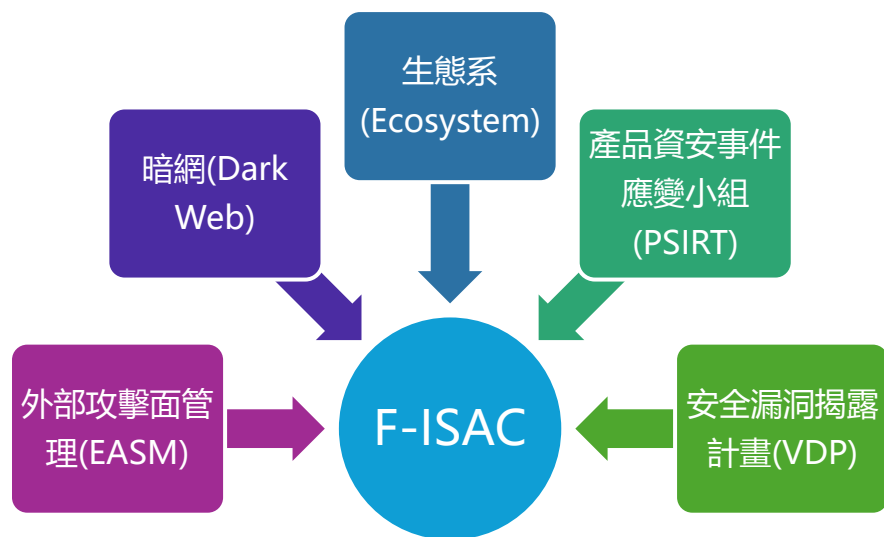 生態系
(Ecosystem)
暗網(Dark
Web)
產品資安事件
應變小組
(PSIRT)
外部攻擊面管
理(EASM)
F-ISAC
安全漏洞揭露
計畫(VDP)